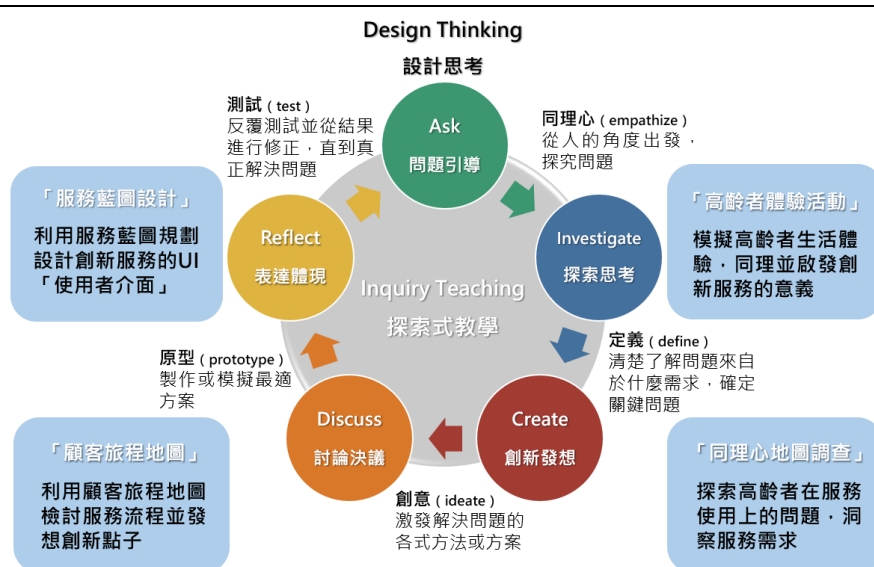 Design Thinking
設計思考
測試（test）
反覆測試並從結果
進行修正，直到真
正解決問題
Ask
問題引導
同理心（empathize）
從人的角度出發，
探究問題
「服務藍圖設計」
利用服務藍圖規劃
設計創新服務的UI
「使用者介面」
Reflect
表達體現
Investigate
探索思考
「高齡者體驗活動」
模擬高齡者生活體
驗，同理並啟發創
新服務的意義
Inquiry Teaching
探索式教學
原型（prototype）
製作或模擬最適
方案
定義（define）
清楚了解問題來自
於什麼需求，確定
關鍵問題
Discuss
討論決議
Create
創新發想
「顧客旅程地圖」
利用顧客旅程地圖
檢討服務流程並發
想創新點子
創意（ideate）
激發解決問題的
各式方法或方案
「同理心地圖調查」
探索高齡者在服務
使用上的問題，洞
察服務需求